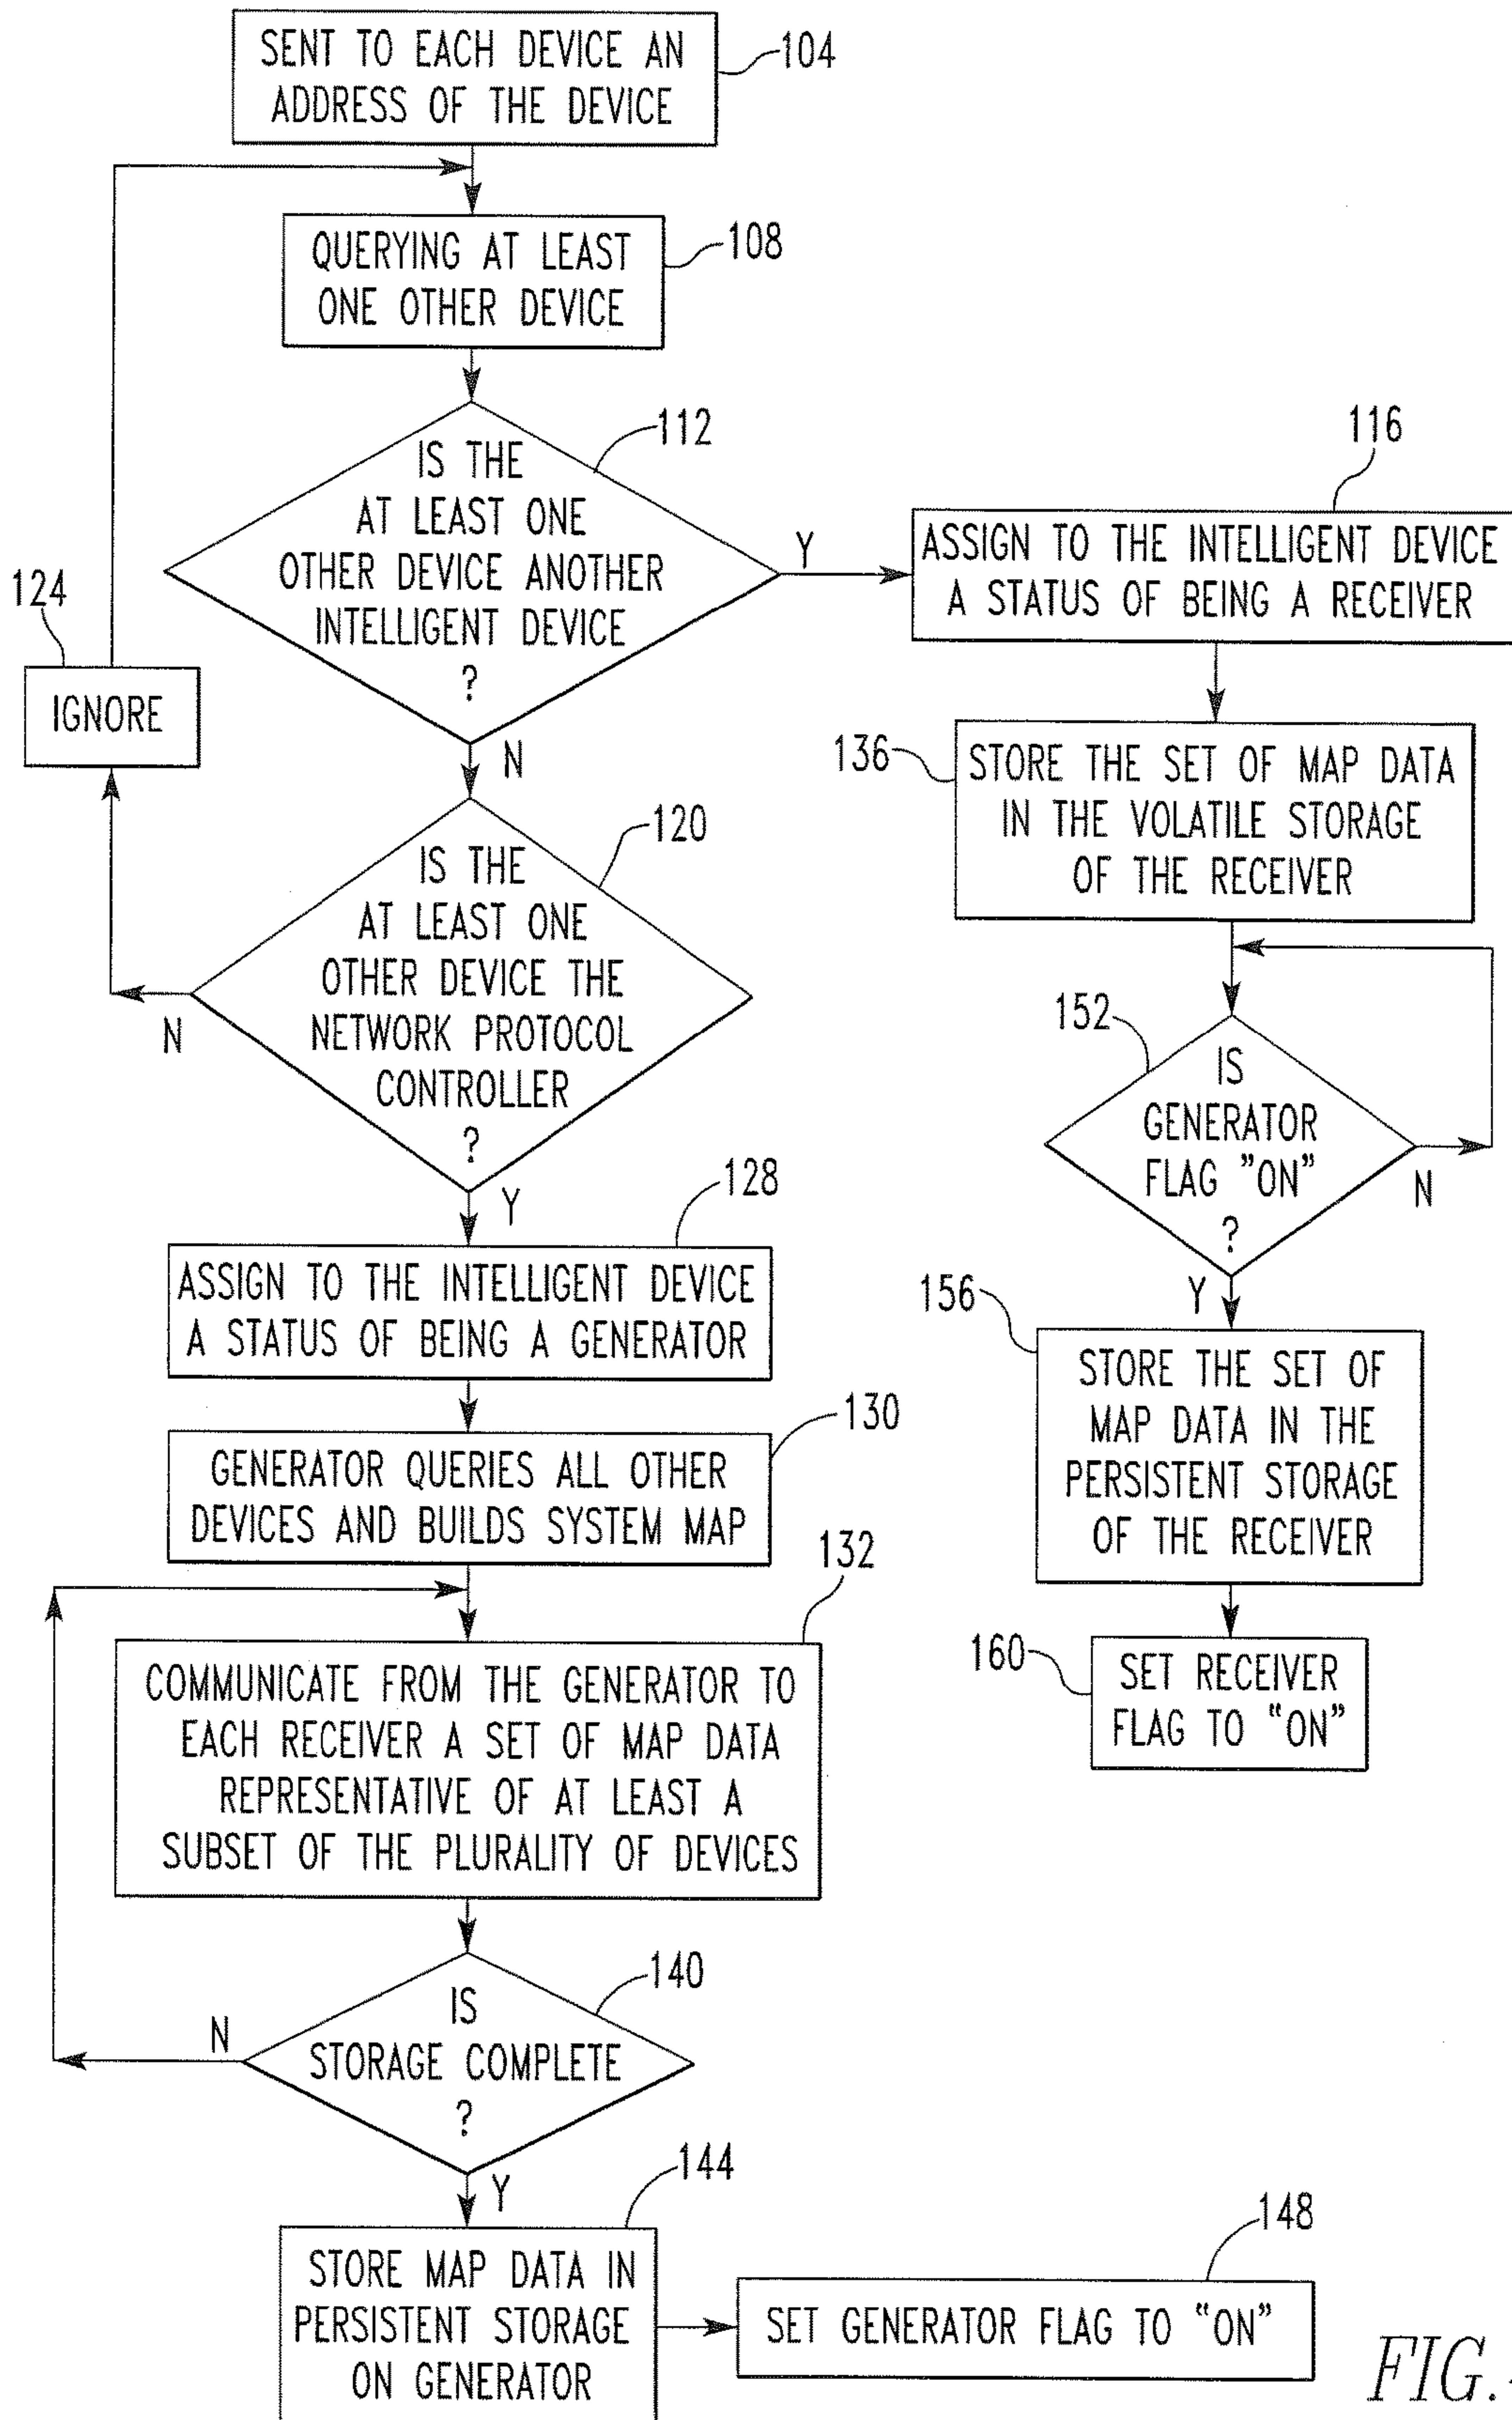 SENT TO EACH DEVICE AN
ADDRESS OF THE DEVICE
104
QUERYING AT LEAST
ONE OTHER DEVICE
108
IS THE
AT LEAST ONE
OTHER DEVICE ANOTHER
INTELLIGENT DEVICE
?
112
Y
N
116
ASSIGN TO THE INTELLIGENT DEVICE
A STATUS OF BEING A RECEIVER
124
IGNORE
136
STORE THE SET OF MAP DATA
IN THE VOLATILE STORAGE
OF THE RECEIVER
120
IS THE
AT LEAST ONE
OTHER DEVICE THE
NETWORK PROTOCOL
CONTROLLER
?
N
Y
152
IS
GENERATOR
FLAG "ON"
?
N
Y
128
ASSIGN TO THE INTELLIGENT DEVICE
A STATUS OF BEING A GENERATOR
156
STORE THE SET OF
MAP DATA IN THE
PERSISTENT STORAGE
OF THE RECEIVER
130
GENERATOR QUERIES ALL OTHER
DEVICES AND BUILDS SYSTEM MAP
160
SET RECEIVER
FLAG TO "ON"
132
COMMUNICATE FROM THE GENERATOR TO
EACH RECEIVER A SET OF MAP DATA
REPRESENTATIVE OF AT LEAST A
SUBSET OF THE PLURALITY OF DEVICES
140
IS
STORAGE COMPLETE
?
N
Y
144
STORE MAP DATA IN
PERSISTENT STORAGE
ON GENERATOR
148
SET GENERATOR FLAG TO "ON"
FIG.